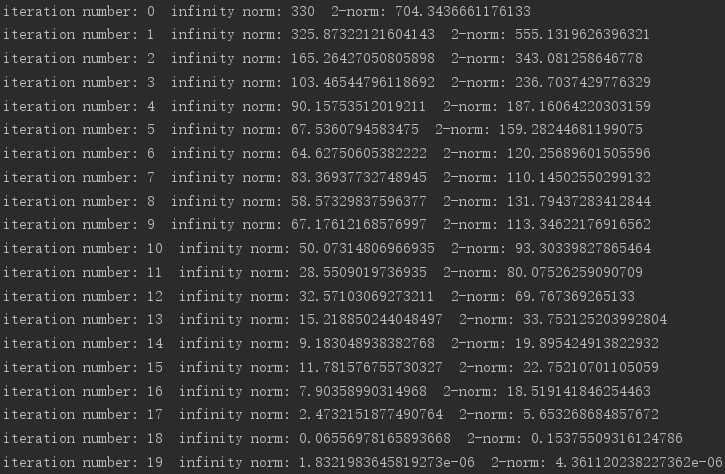 iteration number: 0  infinity norm: 330  2-norm: 704.3436661176133
iteration number: 1  infinity norm: 325.87322121604143  2-norm: 555.1319626396321
iteration number: 2  infinity norm: 165.26427050805898  2-norm: 343.081258646778
iteration number: 3  infinity norm: 103.46544796118692  2-norm: 236.7037429776329
iteration number: 4  infinity norm: 90.15753512019211  2-norm: 187.16064220303159
iteration number: 5  infinity norm: 67.5360794583475  2-norm: 159.28244681199075
iteration number: 6  infinity norm: 64.62750605382222  2-norm: 120.25689601505596
iteration number: 7  infinity norm: 83.36937732748945  2-norm: 110.14502550299132
iteration number: 8  infinity norm: 58.57329837596377  2-norm: 131.79437283412844
iteration number: 9  infinity norm: 67.17612168576997  2-norm: 113.34622176916562
iteration number: 10  infinity norm: 50.07314806966935  2-norm: 93.30339827865464
iteration number: 11  infinity norm: 28.5509019736935  2-norm: 80.07526259090709
iteration number: 12  infinity norm: 32.57103069273211  2-norm: 69.767369265133
iteration number: 13  infinity norm: 15.218850244048497  2-norm: 33.752125203992804
iteration number: 14  infinity norm: 9.183048938382768  2-norm: 19.895424913822932
iteration number: 15  infinity norm: 11.781576755730327  2-norm: 22.75210701105059
iteration number: 16  infinity norm: 7.90358990314968  2-norm: 18.519141846254463
iteration number: 17  infinity norm: 2.4732151877490764  2-norm: 5.653268684857672
iteration number: 18  infinity norm: 0.06556978165893668  2-norm: 0.15375509316124786
iteration number: 19  infinity norm: 1.8321983645819273e-06  2-norm: 4.361120238227362e-06